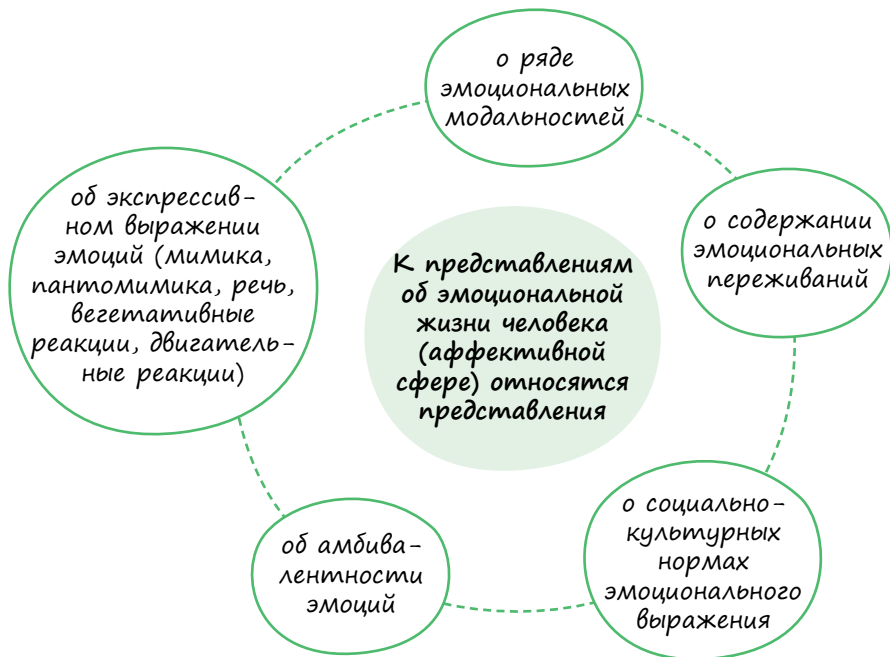 о ряде
эмоциональных
модальностей
об экспрессив-
ном выражении
эмоций (мимика,
пантомимика, речь,
вегетативные
реакции, двигатель-
ные реакции)
о содержании
эмоциональных
переживаний
К представлениям
об эмоциональной
жизни человека
(аффективной
сфере) относятся
представления
об амбива-
лентности
эмоций
о социально-
культурных
нормах
эмоционального
выражения